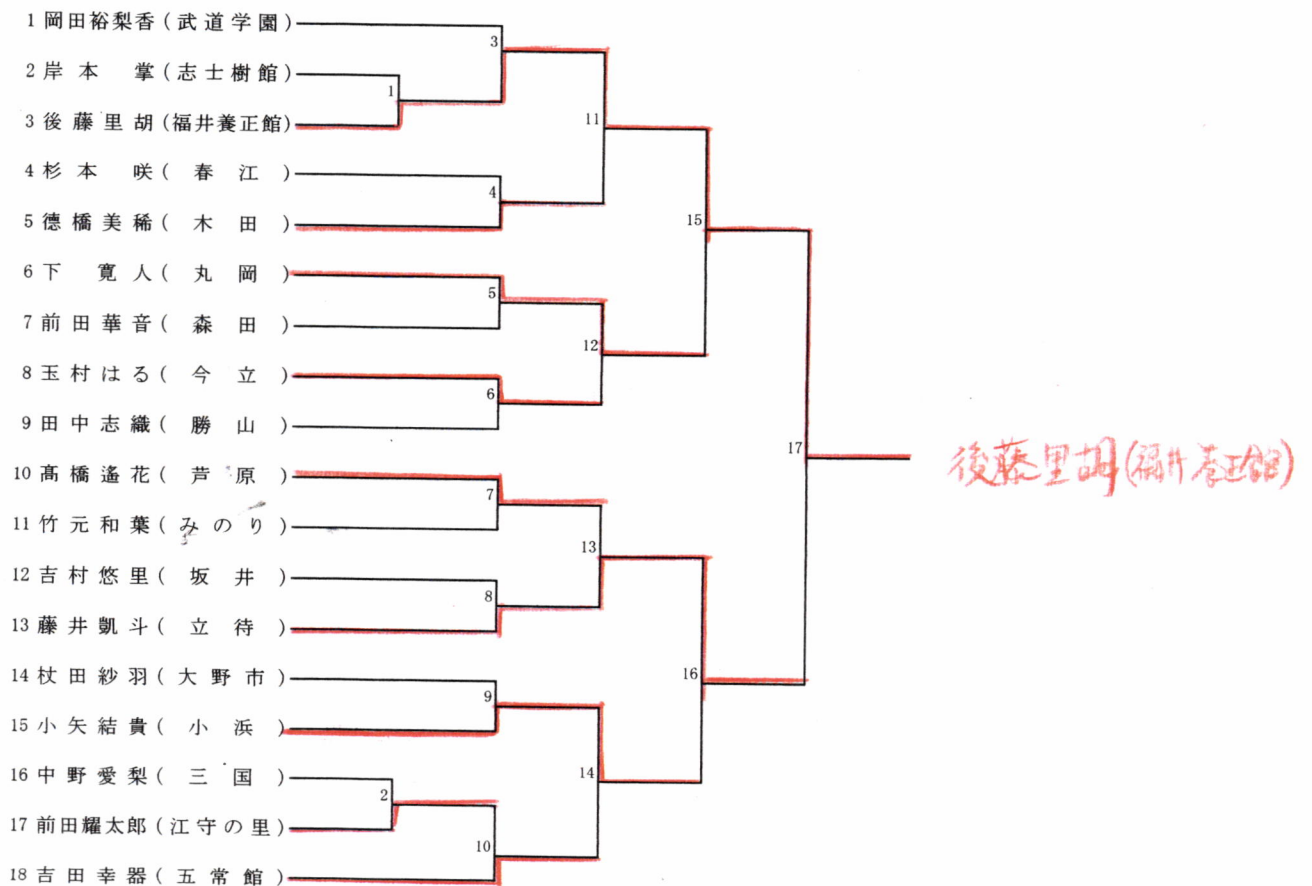 1 岡田裕梨香 (武道学園)
2 岸本 掌 (志士樹館)
3 後藤里胡 (福井養正館)
4 杉本 咲 (春江)
5 德橋美稀 (木田)
6 下 寛人 (丸岡)
7 前田華音 (森田)
8 玉村はる (今立)
9 田中志織 (勝山)
10 髙橋遙花 (芦原)
11 竹元和葉 (みのり)
12 吉村悠里 (坂井)
13 藤井凱斗 (立待)
14 杖田紗羽 (大野市)
15 小矢結貴 (小浜)
16 中野愛梨 (三国)
17 前田耀太郎 (江守の里)
18 吉田幸器 (五常館)
1
2
3
4
5
6
7
8
9
10
11
12
13
14
15
16
17
後藤里胡 (福井養正館)